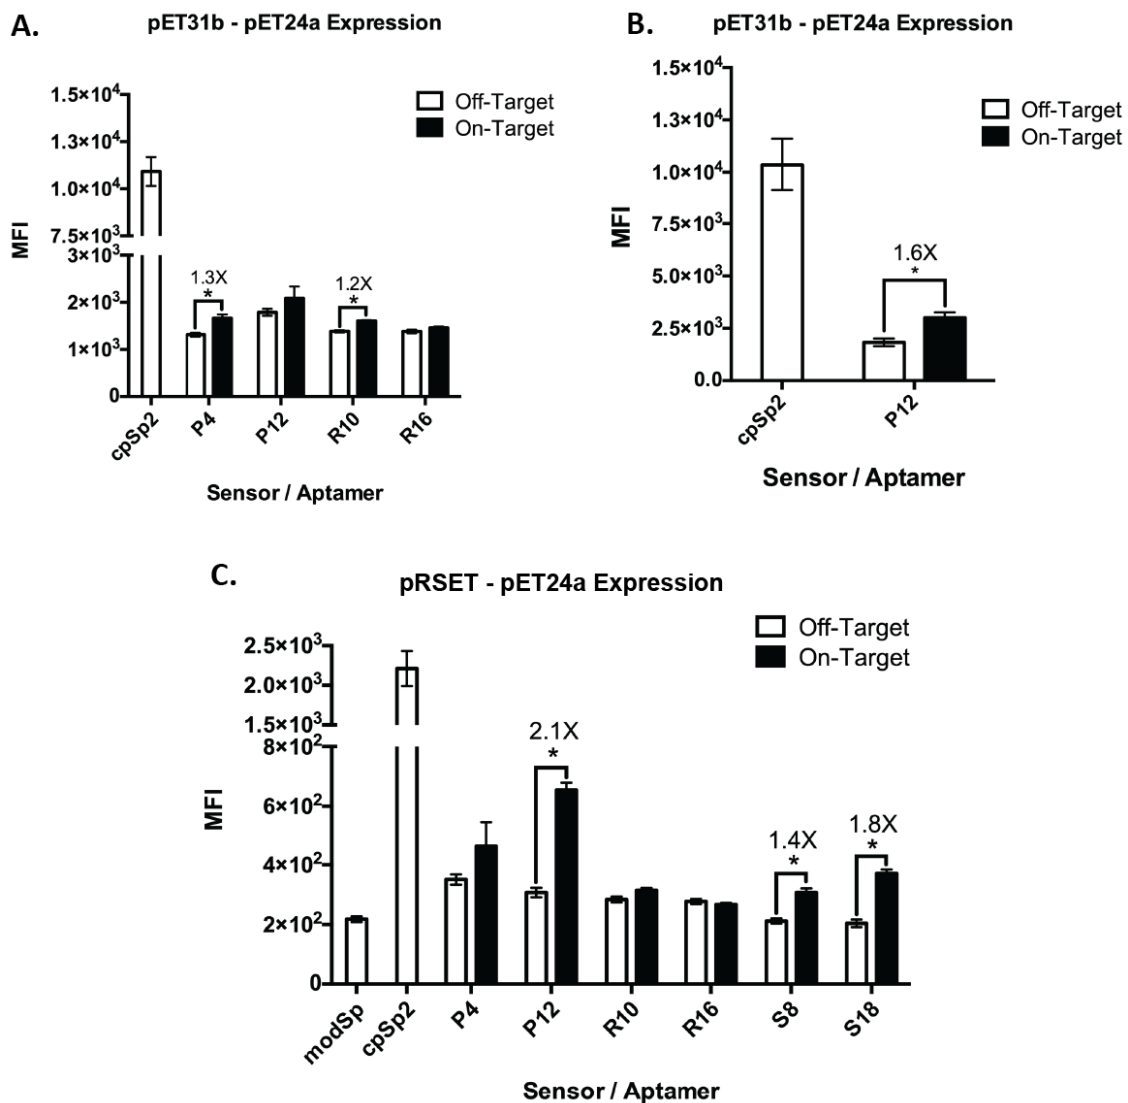 A.
pET31b - pET24a Expression
Off-Target
On-Target
1.5×10⁴
1.3×10⁴
1.0×10⁴
7.5×10³
3×10³
2×10³
1×10³
0
MFI
1.3X
*
1.2X
*
cpSp2
P4
P12
R10
R16
Sensor / Aptamer
B.
pET31b - pET24a Expression
Off-Target
On-Target
1.5×10⁴
1.3×10⁴
1.0×10⁴
7.5×10³
5.0×10³
2.5×10³
0.0
MFI
1.6X
*
cpSp2
P12
Sensor / Aptamer
C.
pRSET - pET24a Expression
Off-Target
On-Target
2.5×10³
2.0×10³
1.5×10³
8×10²
6×10²
4×10²
2×10²
0
MFI
2.1X
*
1.4X
*
1.8X
*
modSp
cpSp2
P4
P12
R10
R16
S8
S18
Sensor / Aptamer